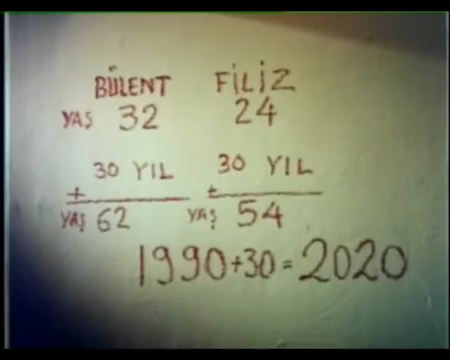 BÜLENT FİLİZ
YAŞ 32 24
30 YIL 30 YIL
+ +
YAŞ 62 YAŞ 54
1990+30=2020